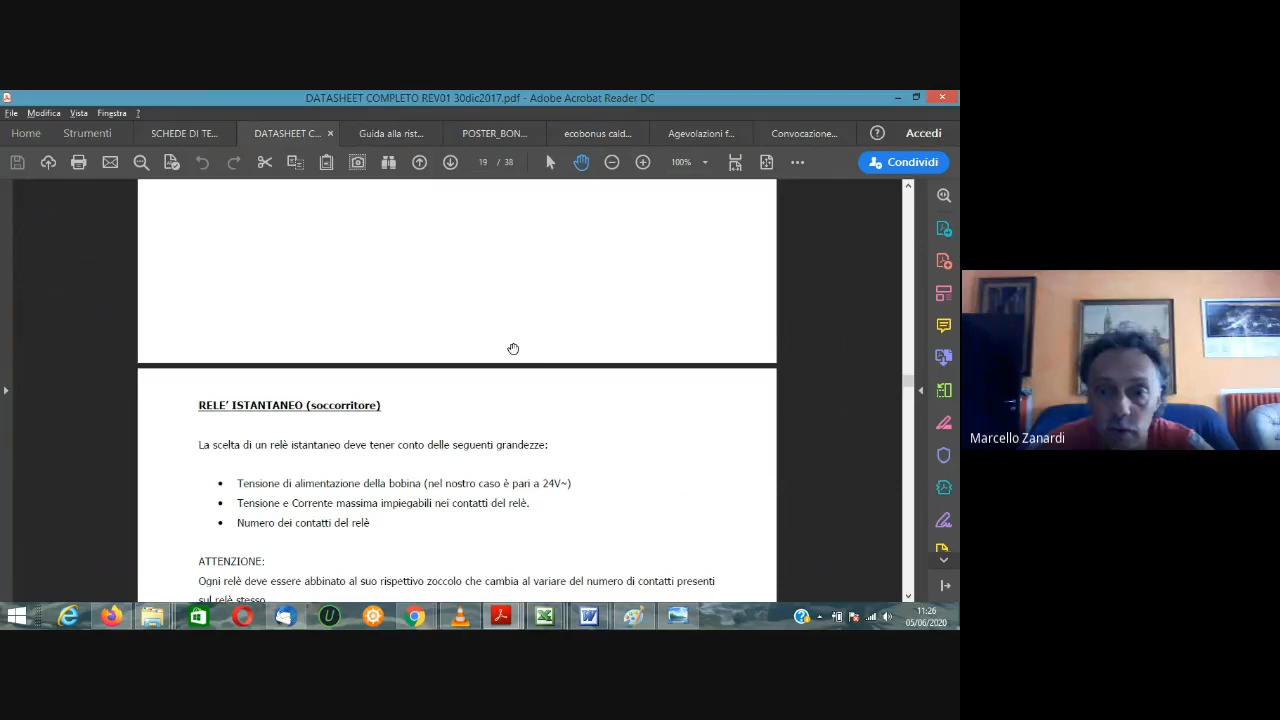 DATASHEET COMPLETO REV01 30dic2017.pdf - Adobe Acrobat Reader DC
File Modifica Vista Finestra ?
Home Strumenti SCHEDE DI TE... DATASHEET C... × Guida alla rist... POSTER_BON... ecobonus cald... Agevolazioni f... Convocazione... ? Accedi
19 / 38 100% Condividi
RELE’ ISTANTANEO (soccorritore)
La scelta di un relè istantaneo deve tener conto delle seguenti grandezze:
• Tensione di alimentazione della bobina (nel nostro caso è pari a 24V~)
• Tensione e Corrente massima impiegabili nei contatti del relè.
• Numero dei contatti del relè
ATTENZIONE:
Ogni relè deve essere abbinato al suo rispettivo zoccolo che cambia al variare del numero di contatti presenti
sul relè stesso
Marcello Zanardi
11:26
05/06/2020